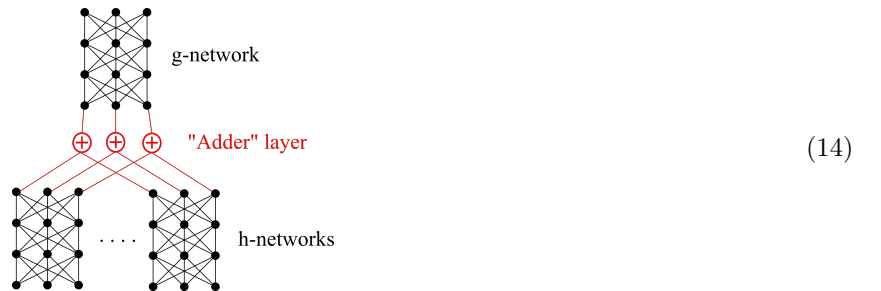 g-network
"Adder" layer
(14)
. . . .
h-networks